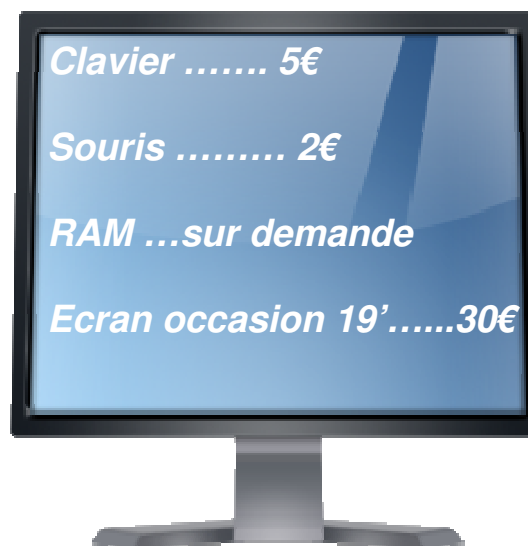 Clavier ……. 5€
Souris ……… 2€
RAM …sur demande
Ecran occasion 19’…...30€